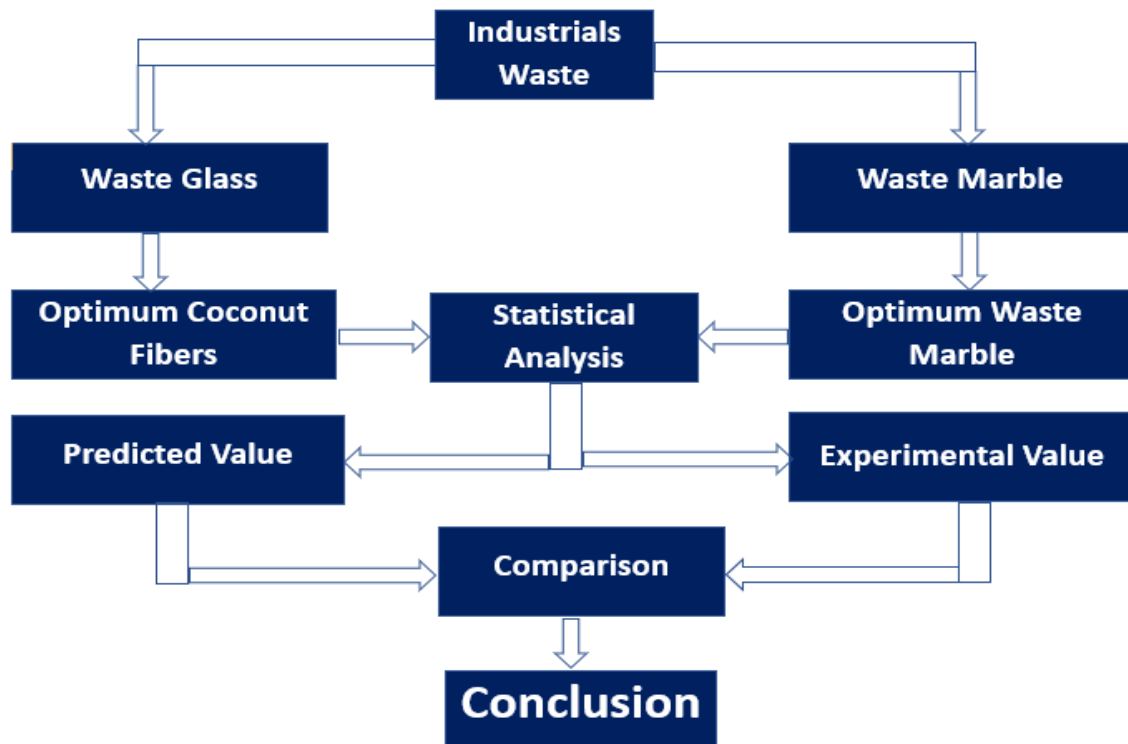 Industrials
Waste
Waste Glass
Waste Marble
Optimum Coconut
Fibers
Statistical
Analysis
Optimum Waste
Marble
Predicted Value
Experimental Value
Comparison
Conclusion